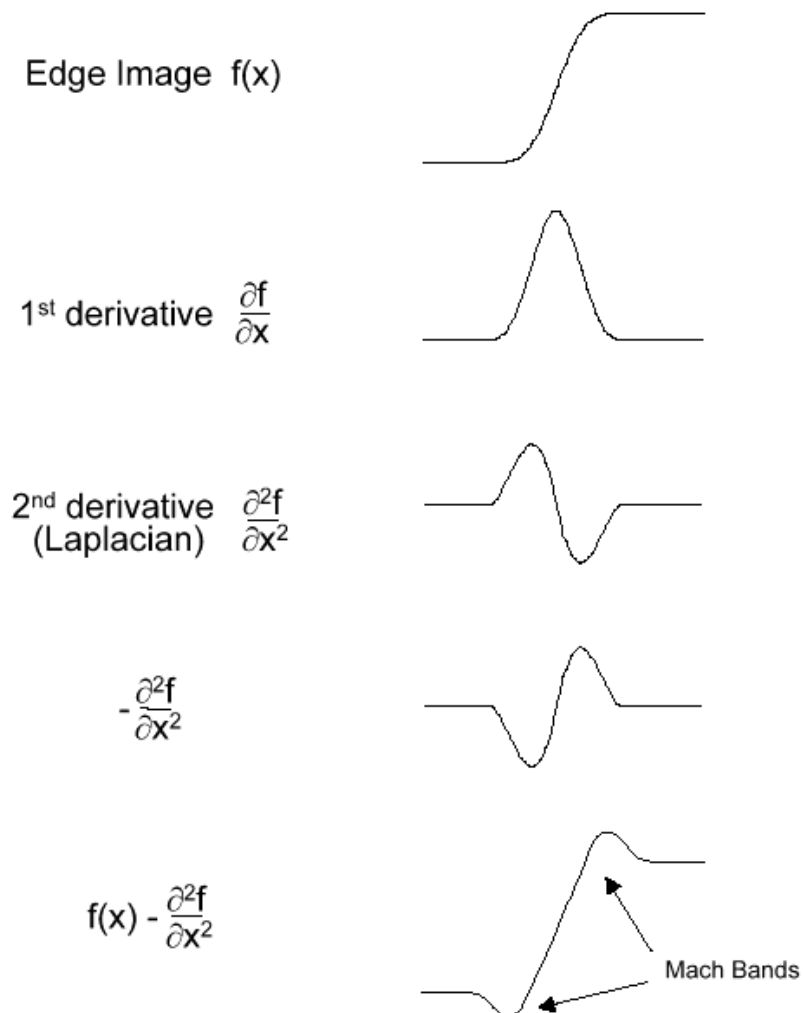 Edge Image f(x)
1st derivative ∂f/∂x
2nd derivative ∂²f/∂x²
(Laplacian)
-∂²f/∂x²
f(x) - ∂²f/∂x²
Mach Bands